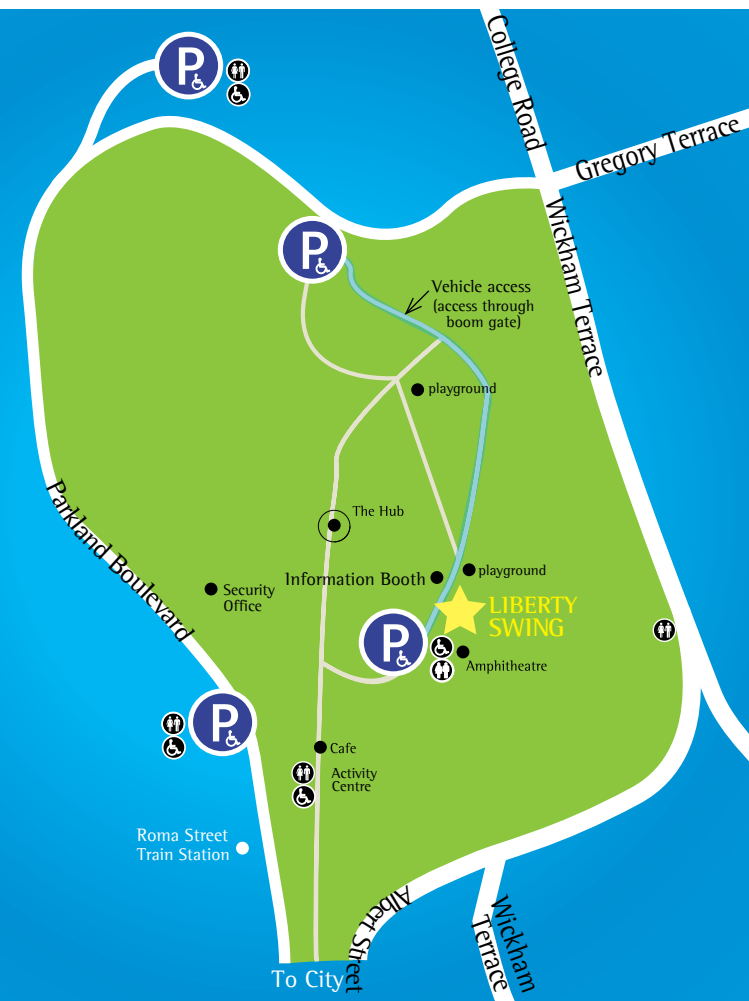 P
College Road
Gregory Terrace
Wickham Terrace
P
Vehicle access
(access through
boom gate)
playground
The Hub
Parkland Boulevard
Information Booth
playground
Security
Office
LIBERTY
SWING
P
Amphitheatre
P
Cafe
Activity
Centre
Roma Street
Train Station
Albert Street
Wickham
Terrace
To City